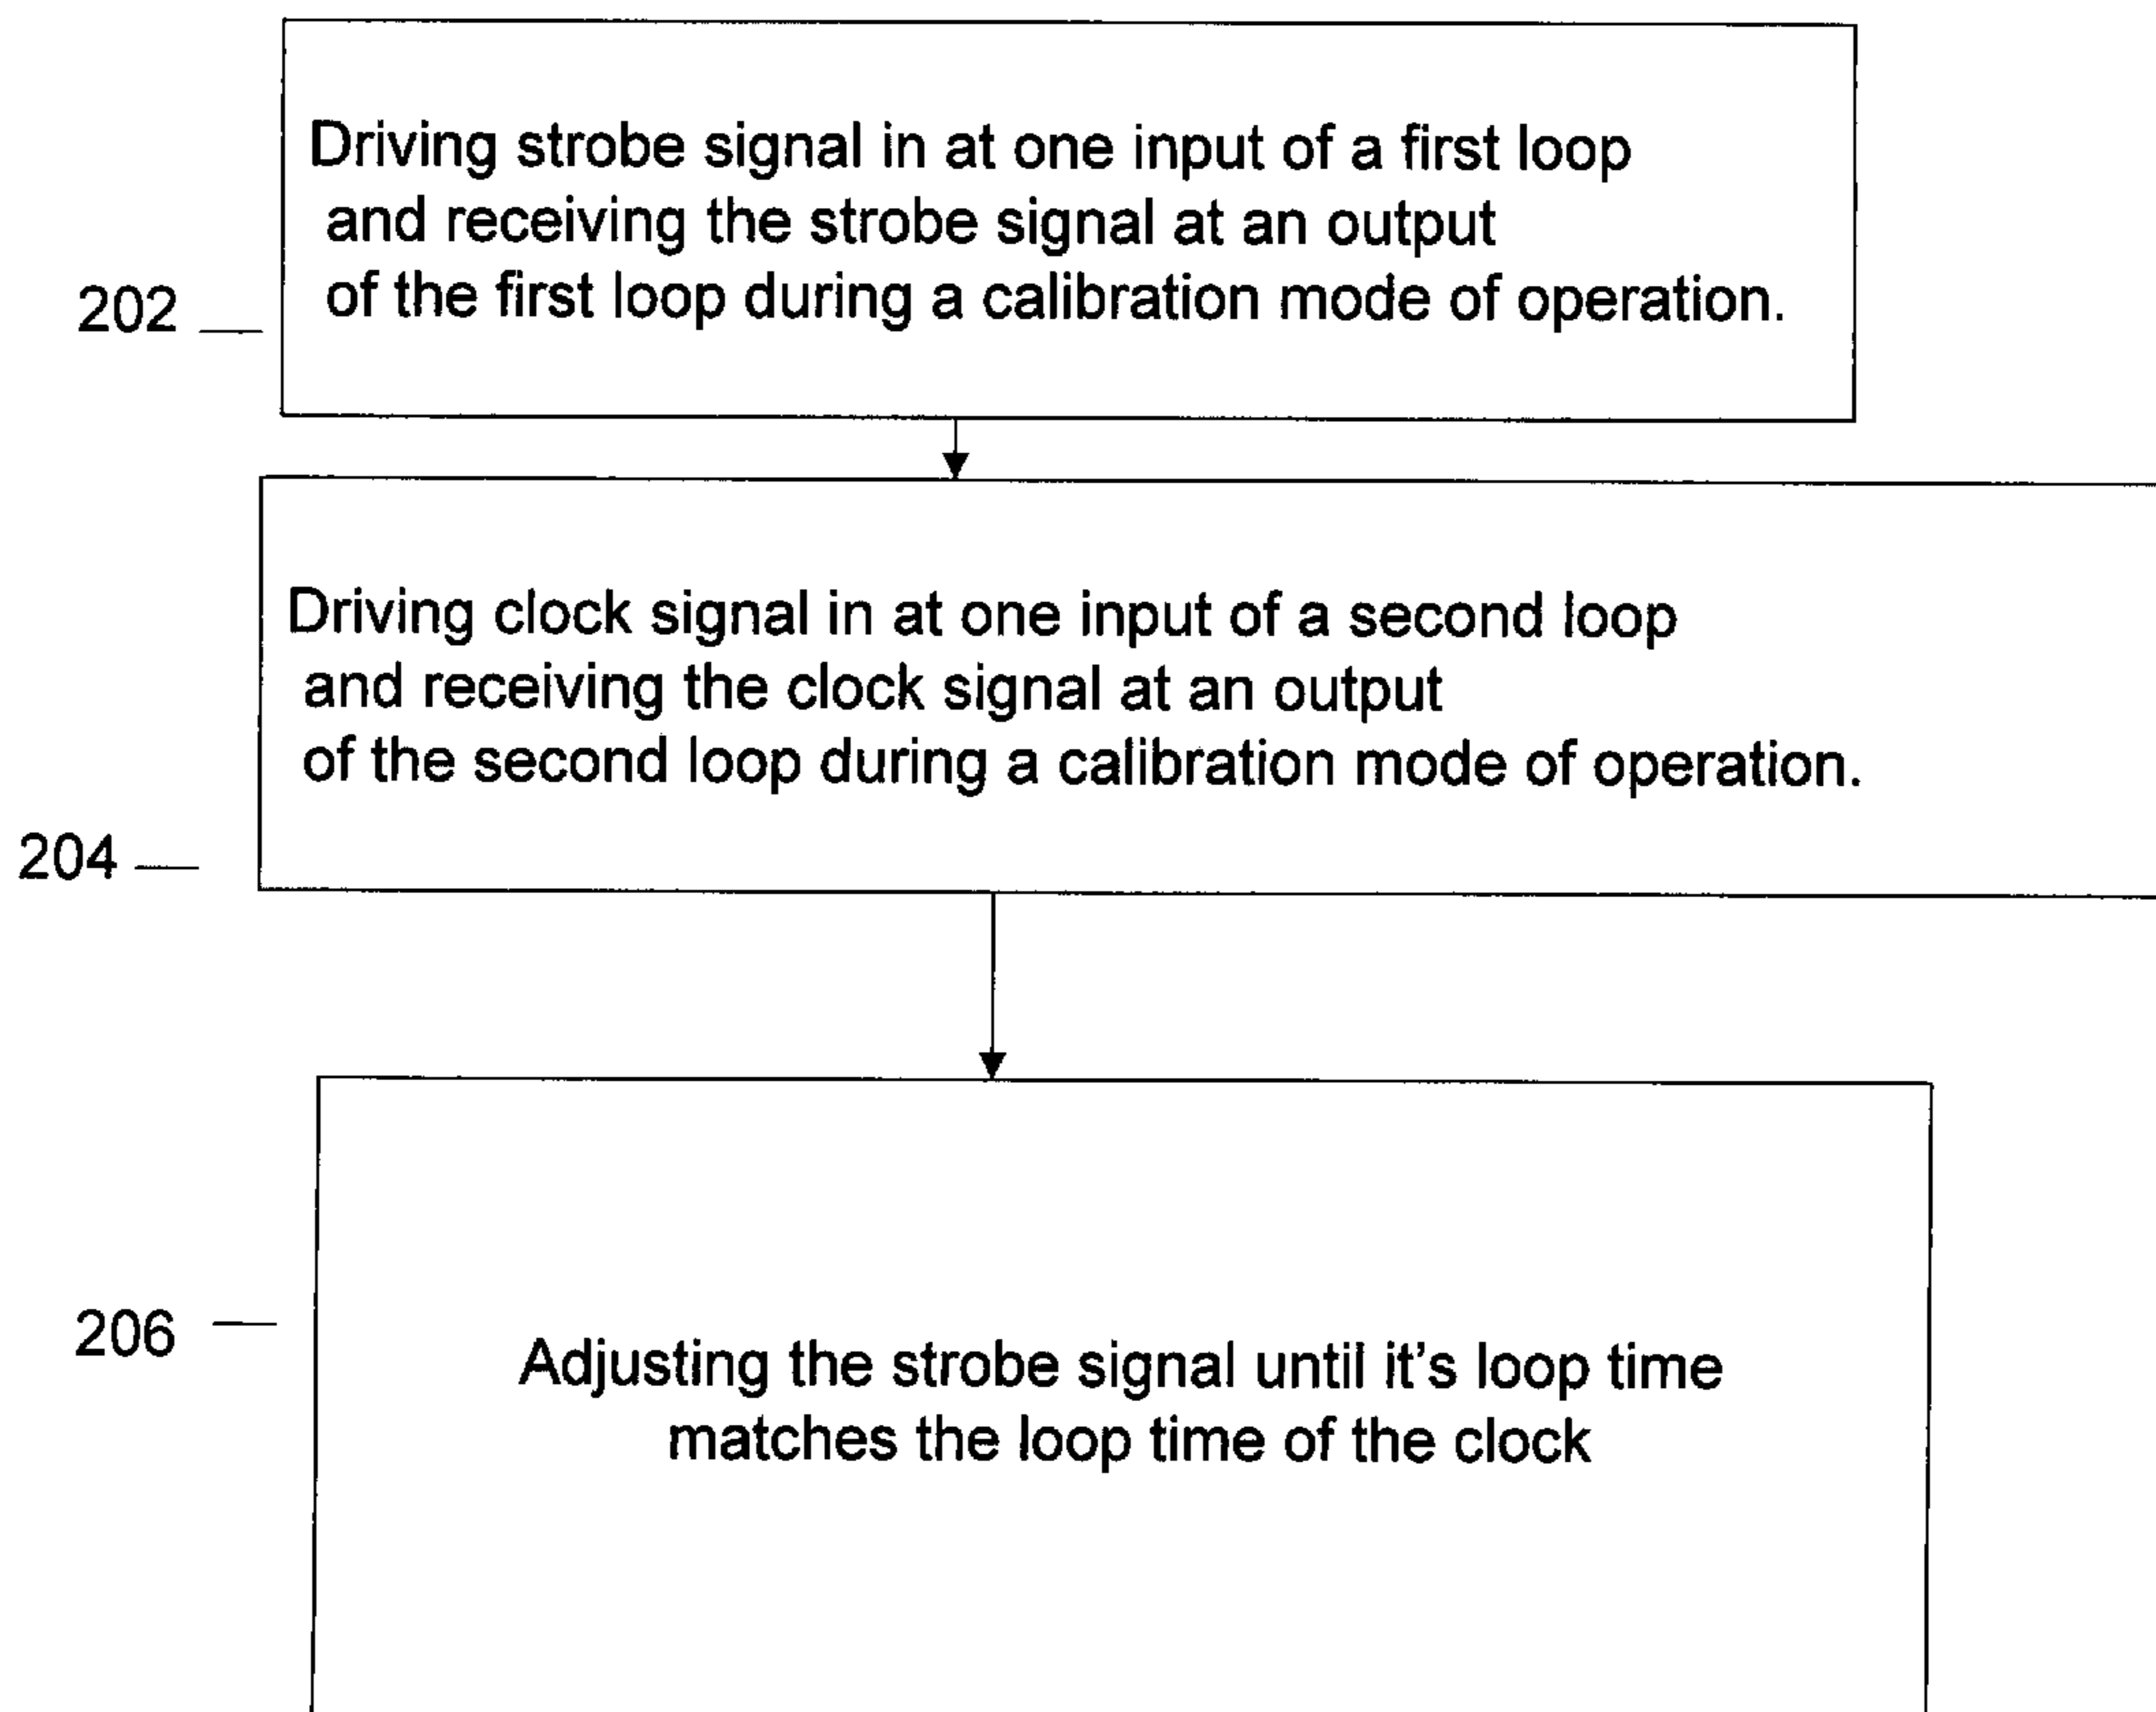 Driving strobe signal in at one input of a first loop
and receiving the strobe signal at an output
of the first loop during a calibration mode of operation.
202
Driving clock signal in at one input of a second loop
and receiving the clock signal at an output
of the second loop during a calibration mode of operation.
204
206
Adjusting the strobe signal until it's loop time
matches the loop time of the clock